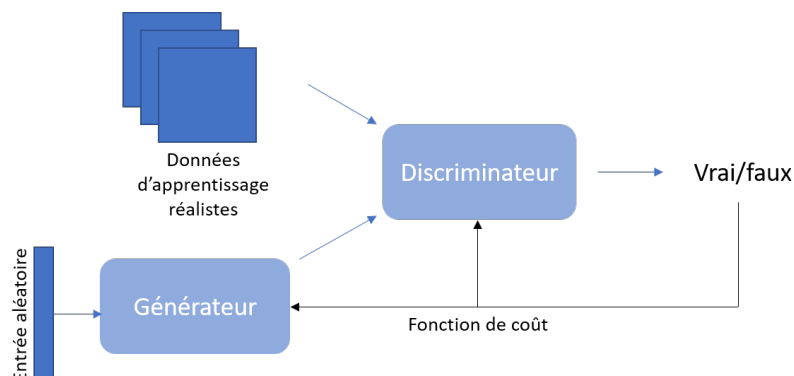 Données
d'apprentissage
réalistes
Discriminateur
Vrai/faux
Entrée aléatoire
Générateur
Fonction de coût